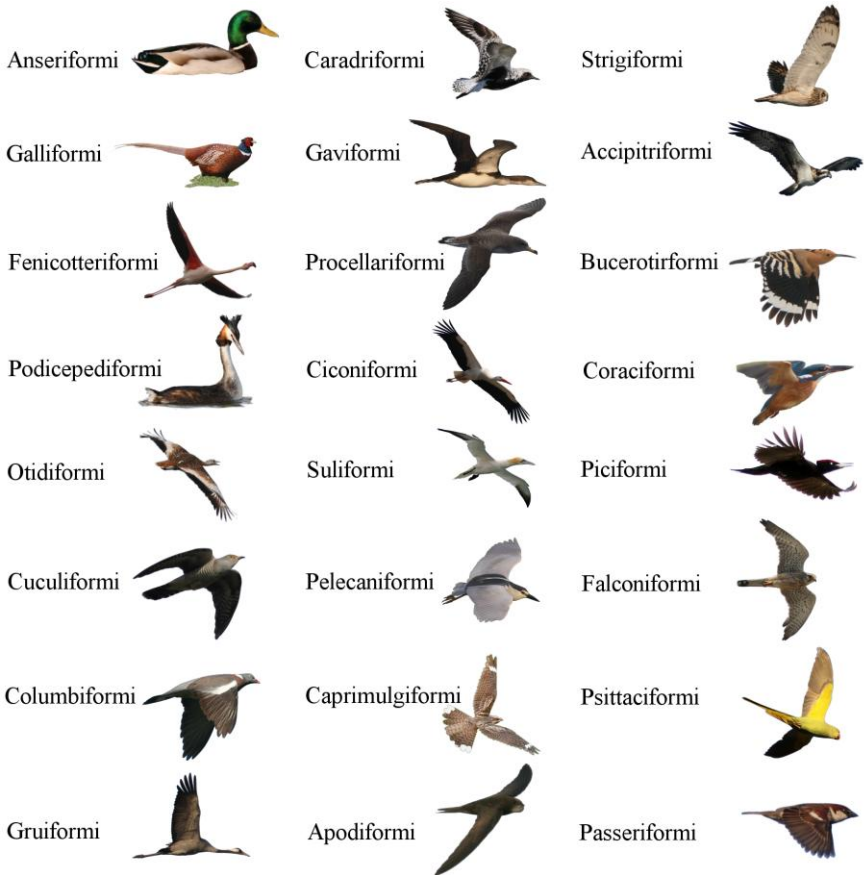 Anseriformi
Caradriformi
Strigiformi
Galliformi
Gaviformi
Accipitriformi
Fenicotteriformi
Procellariformi
Bucerotirformi
Podicepediformi
Ciconiformi
Coraciformi
Otidiformi
Suliformi
Piciformi
Cuculiformi
Pelecaniformi
Falconiformi
Columbiformi
Caprimulgiformi
Psittaciformi
Gruiformi
Apodiformi
Passeriformi